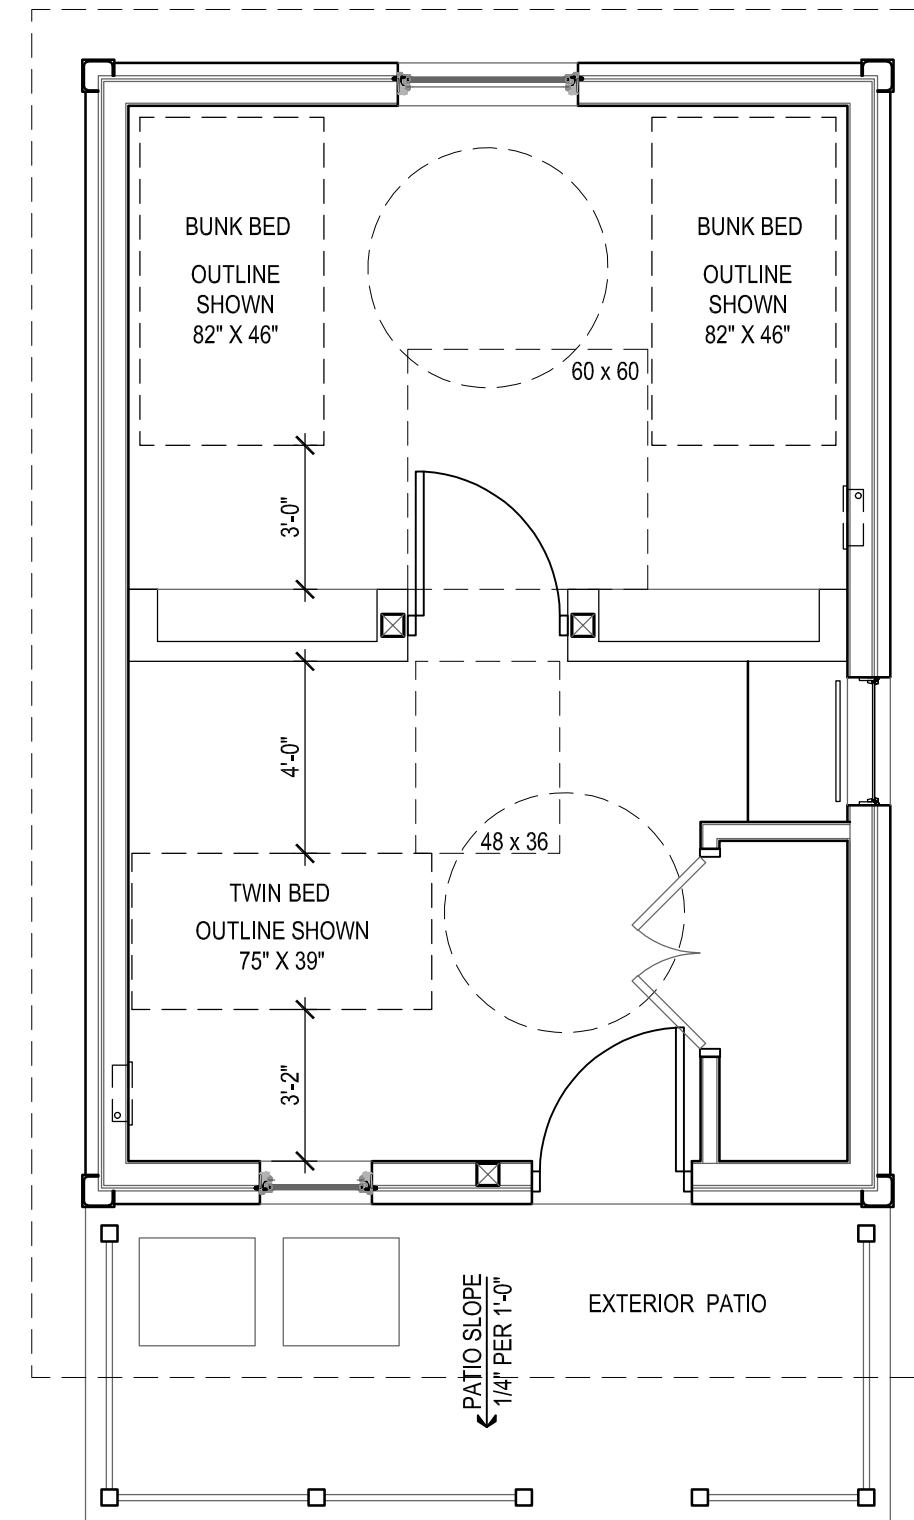 BUNK BED
OUTLINE
SHOWN
82" X 46"
BUNK BED
OUTLINE
SHOWN
82" X 46"
60 x 60
3'-0"
4'-0"
48 x 36
TWIN BED
OUTLINE SHOWN
75" X 39"
3'-2"
PATIO SLOPE
1/4" PER 1'-0"
EXTERIOR PATIO